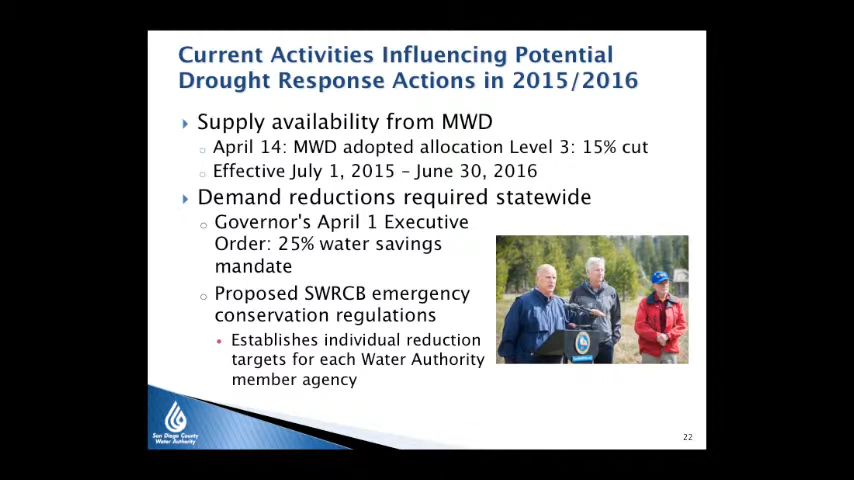 Current Activities Influencing Potential
Drought Response Actions in 2015/2016
Supply availability from MWD
April 14: MWD adopted allocation Level 3: 15% cut
Effective July 1, 2015 – June 30, 2016
Demand reductions required statewide
Governor's April 1 Executive
Order: 25% water savings
mandate
Proposed SWRCB emergency
conservation regulations
Establishes individual reduction
targets for each Water Authority
member agency
San Diego County
Water Authority
22